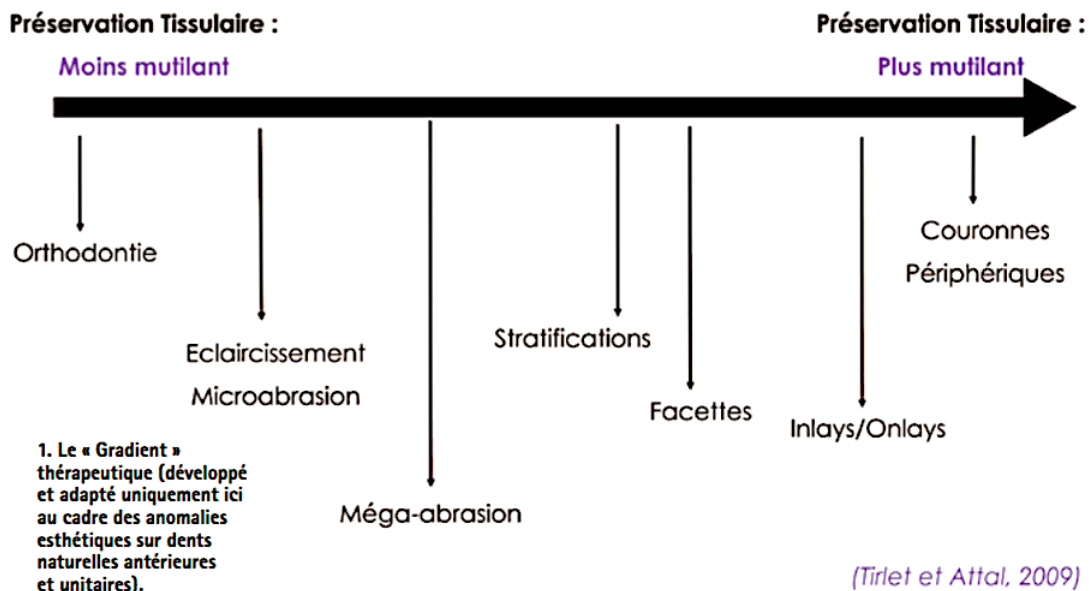 Préservation Tissulaire :
Préservation Tissulaire :
Moins mutilant
Plus mutilant
Orthodontie
Couronnes
Périphériques
Eclaircissement
Microabrasion
Stratifications
Facettes
Inlays/Onlays
Méga-abrasion
1. Le « Gradient »
thérapeutique (développé
et adapté uniquement ici
au cadre des anomalies
esthétiques sur dents
naturelles antérieures
et unitaires).
(Tirlet et Attal, 2009)